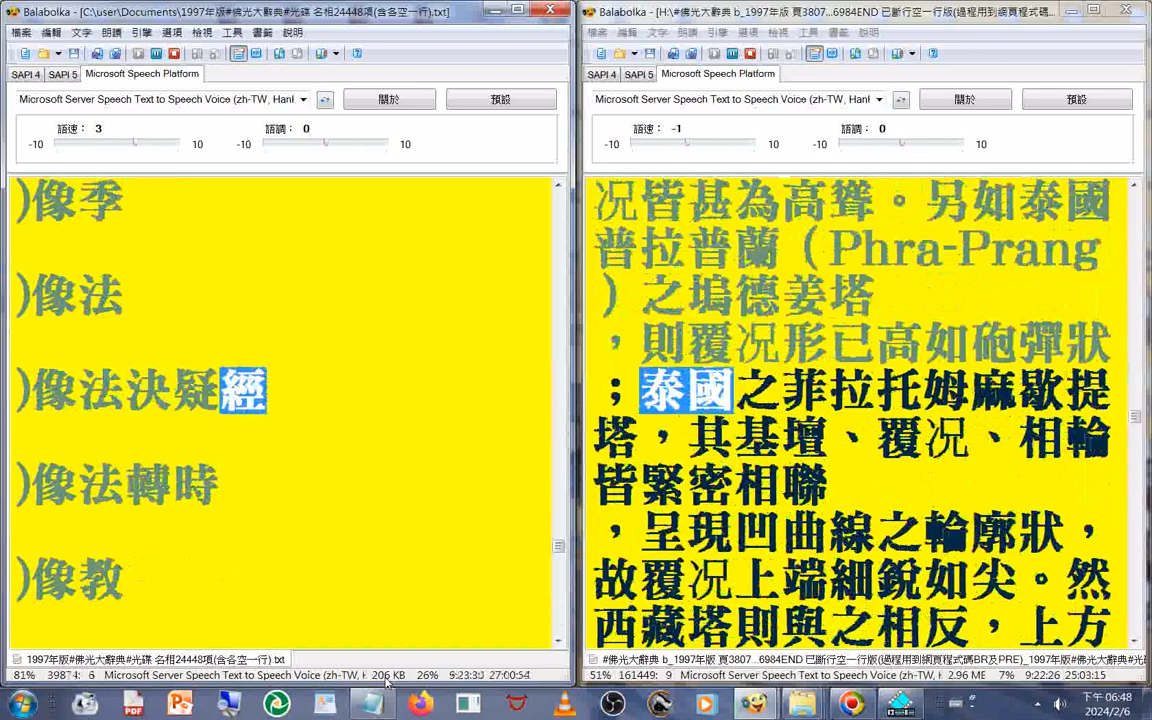 Balabolka - [C:\user\Documents\1997年版#佛光大辭典#光碟 名相24448項(含各空一行).txt]
檔案 編輯 文字 朗讀 引擎 選項 檢視 工具 書籤 說明
SAPI 4 SAPI 5 Microsoft Speech Platform
Microsoft Server Speech Text to Speech Voice (zh-TW, Hanl
關於
預設
語速： 3
語調： 0
-10 10 -10 10
)像季
)像法
)像法決疑經
)像法轉時
)像教
1997年版#佛光大辭典#光碟 名相24448項(含各空一行).txt
81% 39874: 6 Microsoft Server Speech Text to Speech Voice (zh-TW, H 206 KB 26% 9:23:30 27:00:54
Balabolka - [H:\#佛光大辭典 b_1997年版 頁3807...6984END 已斷行空一行版(過程用到網頁程式碼...
檔案 編輯 文字 朗讀 引擎 選項 檢視 工具 書籤 說明
SAPI 4 SAPI 5 Microsoft Speech Platform
Microsoft Server Speech Text to Speech Voice (zh-TW, Hanl
關於
預設
語速： -1
語調： 0
-10 10 -10 10
况皆甚為高聳。另如泰國
普拉普蘭（Phra-Prang
）之塢德姜塔
，則覆况形已高如砲彈狀
；泰國之菲拉托姆麻歇提
塔，其基壇、覆况、相輪
皆緊密相聯
，呈現凹曲線之輪廓狀，
故覆况上端細銳如尖。然
西藏塔則與之相反，上方
#佛光大辭典 b_1997年版 頁3807...6984END 已斷行空一行版(過程用到網頁程式碼BR及PRE)_1997年版#佛光
51% 161449: 9 Microsoft Server Speech Text to Speech Voice (zh-TW, H 2.96 ME 7% 9:22:26 25:03:15
下午 06:48
2024/2/6